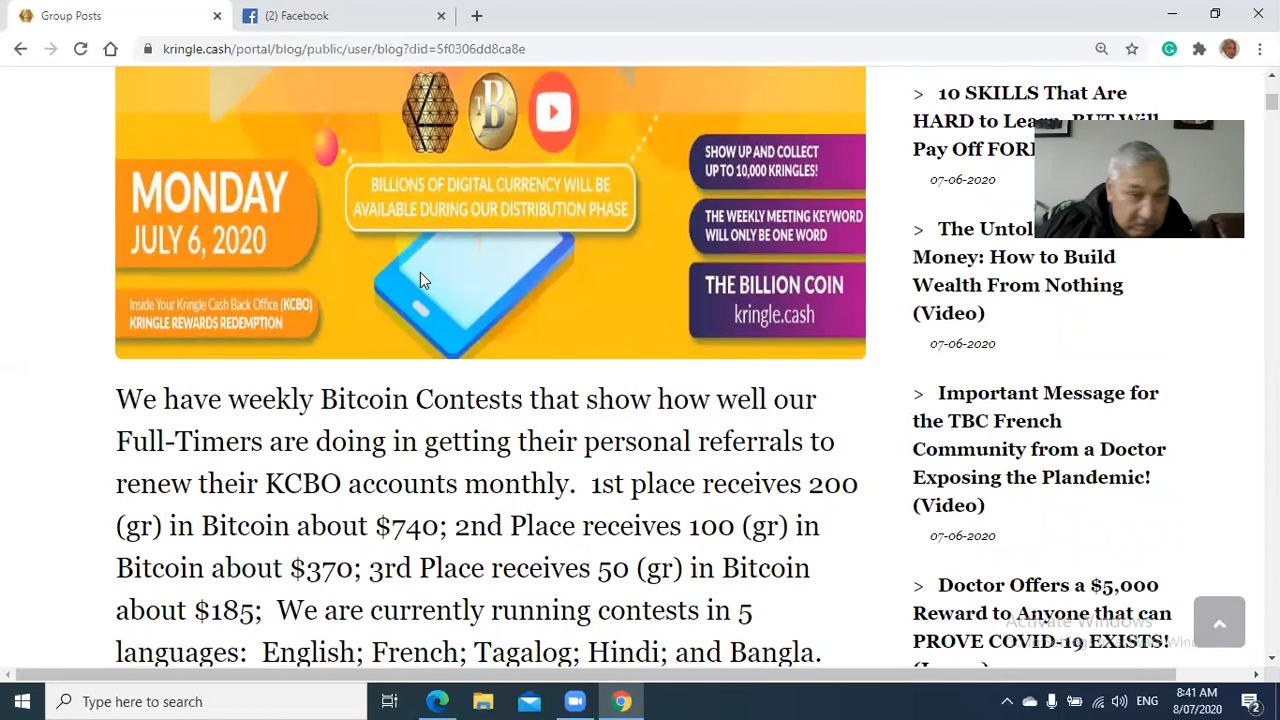 Group Posts
(2) Facebook
kringle.cash/portal/blog/public/user/blog?did=5f0306dd8ca8e
MONDAY
JULY 6, 2020
Inside Your Kringle Cash Back Office (KCBO)
KRINGLE REWARDS REDEMPTION
TBC
BILLIONS OF DIGITAL CURRENCY WILL BE
AVAILABLE DURING OUR DISTRIBUTION PHASE
SHOW UP AND COLLECT
UP TO 10,000 KRINGLES!
THE WEEKLY MEETING KEYWORD
WILL ONLY BE ONE WORD
THE BILLION COIN
kringle.cash
We have weekly Bitcoin Contests that show how well our
Full-Timers are doing in getting their personal referrals to
renew their KCBO accounts monthly. 1st place receives 200
(gr) in Bitcoin about $740; 2nd Place receives 100 (gr) in
Bitcoin about $370; 3rd Place receives 50 (gr) in Bitcoin
about $185; We are currently running contests in 5
languages: English; French; Tagalog; Hindi; and Bangla.
> 10 SKILLS That Are
HARD to Learn, BUT Will
Pay Off
07-06-2020
> The
Money: How to Build
Wealth From Nothing
(Video)
07-06-2020
> Important Message for
the TBC French
Community from a Doctor
Exposing the Plandemic!
(Video)
07-06-2020
> Doctor Offers a $5,000
Reward to Anyone that can
PROVE COVID-19 EXISTS!
Activate Windows
Type here to search
ENG
8:41 AM
8/07/2020
2